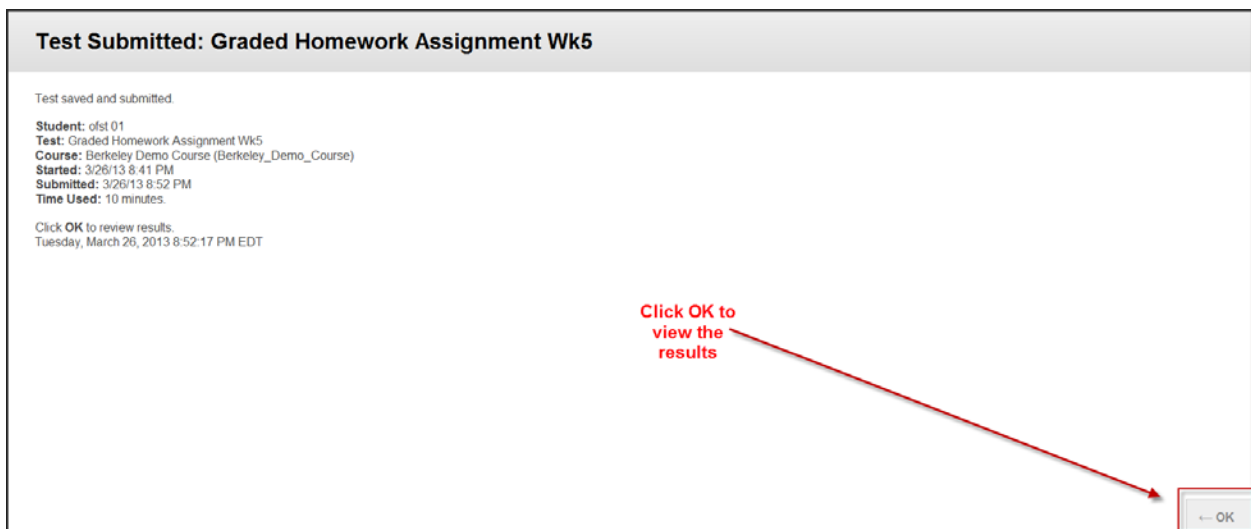 Test Submitted: Graded Homework Assignment Wk5
Test saved and submitted.
Student: ofst 01
Test: Graded Homework Assignment Wk5
Course: Berkeley Demo Course (Berkeley_Demo_Course)
Started: 3/26/13 8:41 PM
Submitted: 3/26/13 8:52 PM
Time Used: 10 minutes.
Click OK to review results.
Tuesday, March 26, 2013 8:52:17 PM EDT
Click OK to
view the
results
← OK